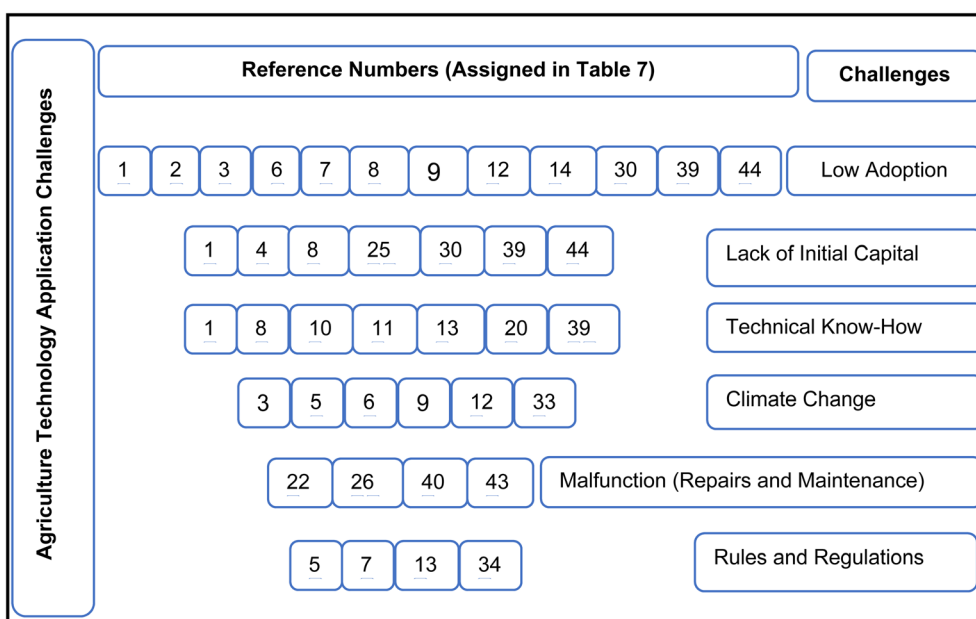 Agriculture Technology Application Challenges
Reference Numbers (Assigned in Table 7)
Challenges
1 2 3 6 7 8 9 12 14 30 39 44 Low Adoption
1 4 8 25 30 39 44 Lack of Initial Capital
1 8 10 11 13 20 39 Technical Know-How
3 5 6 9 12 33 Climate Change
22 26 40 43 Malfunction (Repairs and Maintenance)
5 7 13 34 Rules and Regulations